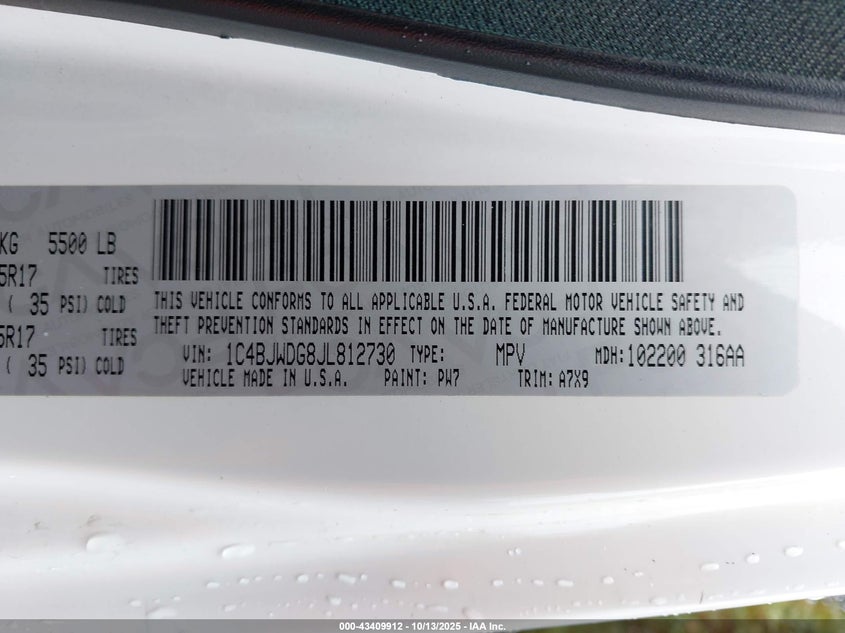 KG 5500 LB
5R17 TIRES
( 35 PSI) COLD
5R17 TIRES
( 35 PSI) COLD
THIS VEHICLE CONFORMS TO ALL APPLICABLE U.S.A. FEDERAL MOTOR VEHICLE SAFETY AND
THEFT PREVENTION STANDARDS IN EFFECT ON THE DATE OF MANUFACTURE SHOWN ABOVE.
VIN: 1C4BJWDG8JL812730 TYPE: MPV MDH: 102200 316AA
VEHICLE MADE IN U.S.A. PAINT: PW7 TRIM: A7X9
000-43409912 - 10/13/2025 - IAA Inc.